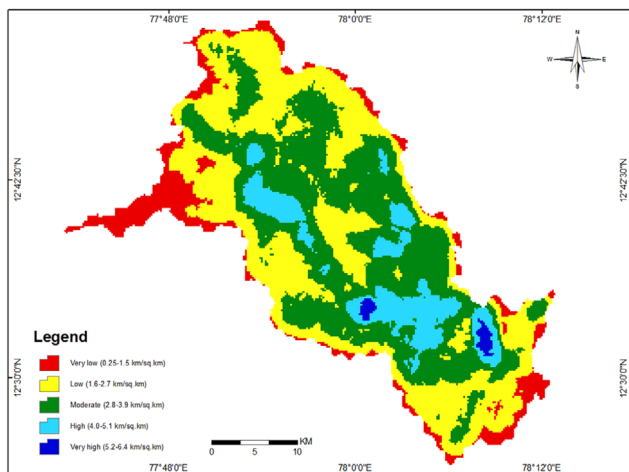 77°48'0"E 78°0'0"E 78°12'0"E
N
W E
S
12°42'30"N 12°42'30"N
12°30'0"N 12°30'0"N
Legend
Very low (0.25-1.5 km/sq.km)
Low (1.6-2.7 km/sq.km)
Moderate (2.8-3.9 km/sq.km)
High (4.0-5.1 km/sq.km)
Very high (5.2-6.4 km/sq.km)
KM
0 2.5 5 10
77°48'0"E 78°0'0"E 78°12'0"E